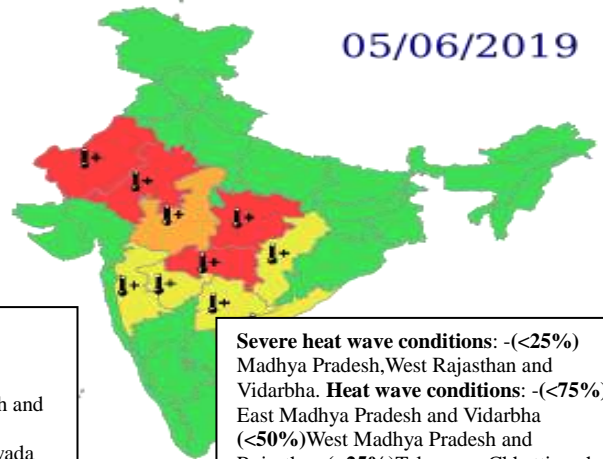 05/06/2019
h and
vada
Severe heat wave conditions: -(<25%)
Madhya Pradesh,West Rajasthan and
Vidarbha. Heat wave conditions: -(<75%)
East Madhya Pradesh and Vidarbha
(<50%)West Madhya Pradesh and